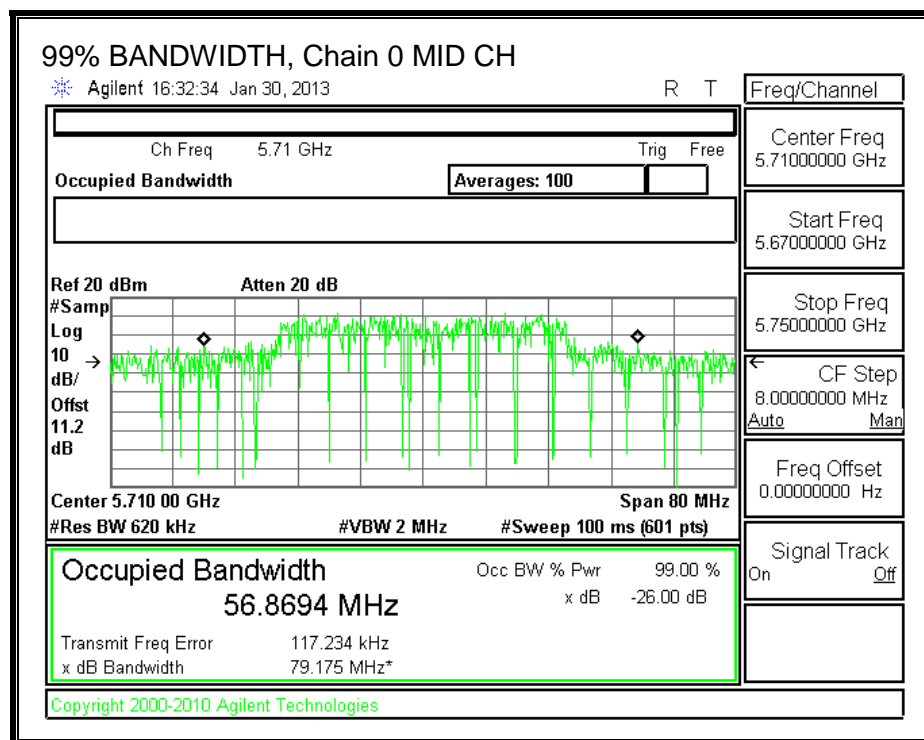 99% BANDWIDTH, Chain 0 MID CH
Agilent 16:32:34 Jan 30, 2013 R T
Ch Freq 5.71 GHz Trig Free
Occupied Bandwidth Averages: 100
Ref 20 dBm Atten 20 dB
#Samp
Log
10
dB/
Offst
11.2
dB
Center 5.710 00 GHz Span 80 MHz
#Res BW 620 kHz #VBW 2 MHz #Sweep 100 ms (601 pts)
Occupied Bandwidth Occ BW % Pwr 99.00 %
56.8694 MHz x dB -26.00 dB
Transmit Freq Error 117.234 kHz
x dB Bandwidth 79.175 MHz*
Copyright 2000-2010 Agilent Technologies
Freq/Channel
Center Freq
5.71000000 GHz
Start Freq
5.67000000 GHz
Stop Freq
5.75000000 GHz
CF Step
8.00000000 MHz
Auto Man
Freq Offset
0.00000000 Hz
Signal Track
On Off